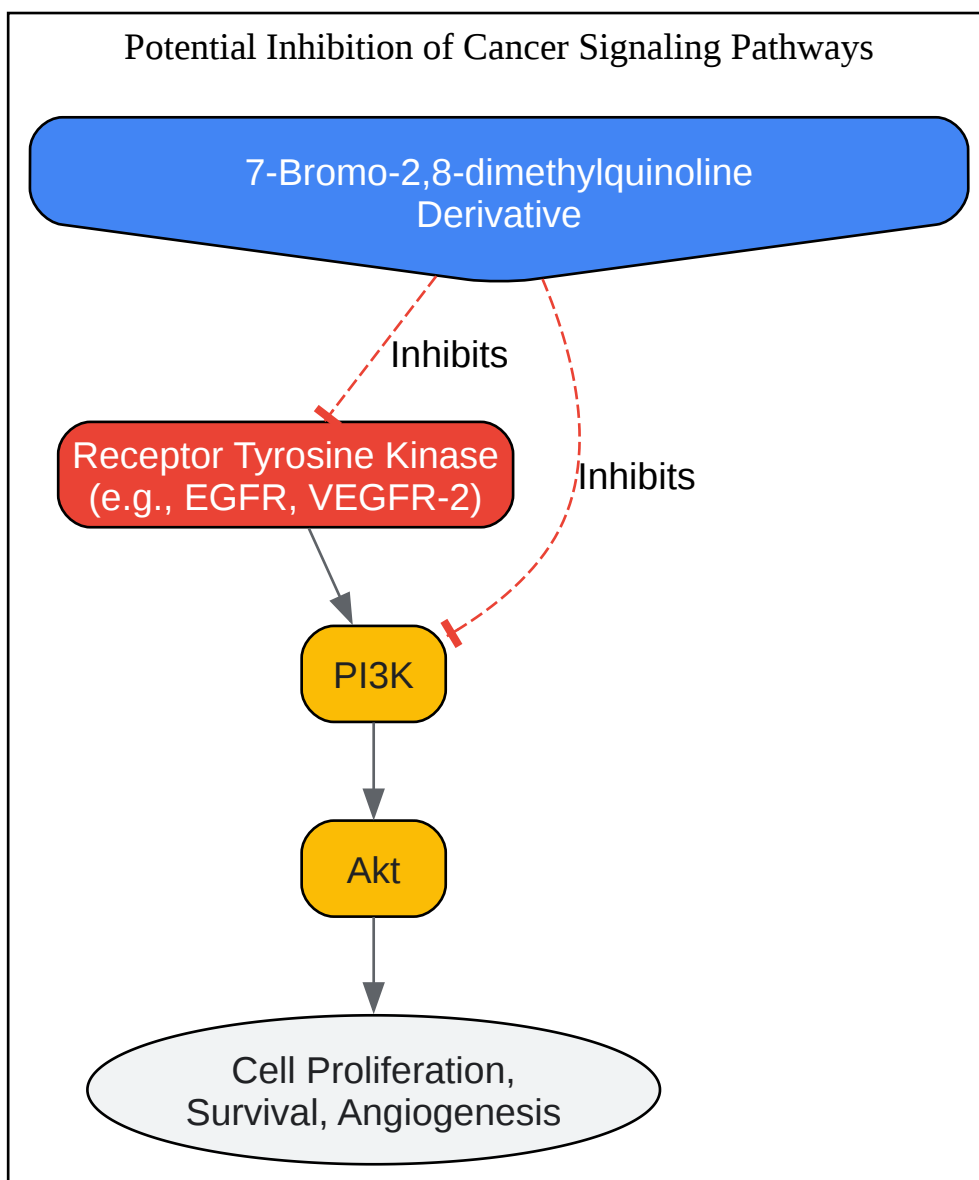 Potential Inhibition of Cancer Signaling Pathways
7-Bromo-2,8-dimethylquinoline
Derivative
Inhibits
Receptor Tyrosine Kinase
(e.g., EGFR, VEGFR-2)
Inhibits
PI3K
Akt
Cell Proliferation,
Survival, Angiogenesis